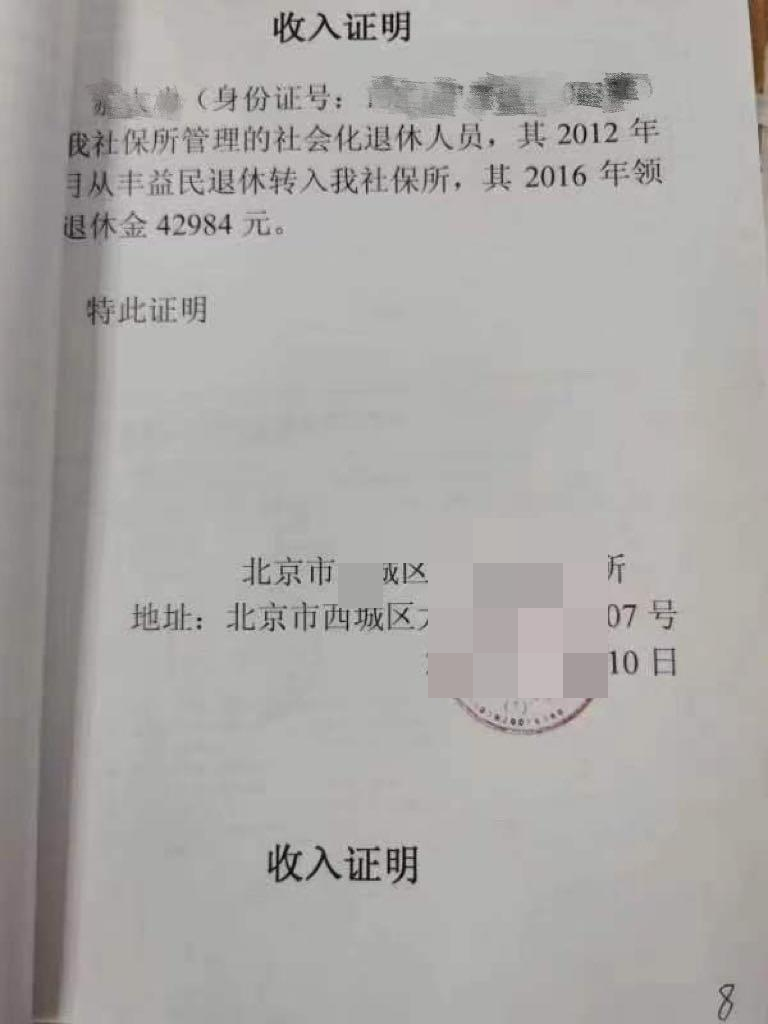 收入证明
（身份证号：
我社保所管理的社会化退休人员，其 2012 年
月从丰益民退休转入我社保所，其 2016 年领
退休金 42984 元。
特此证明
北京市 城区 所
地址：北京市西城区 07 号
10 日
收入证明
8